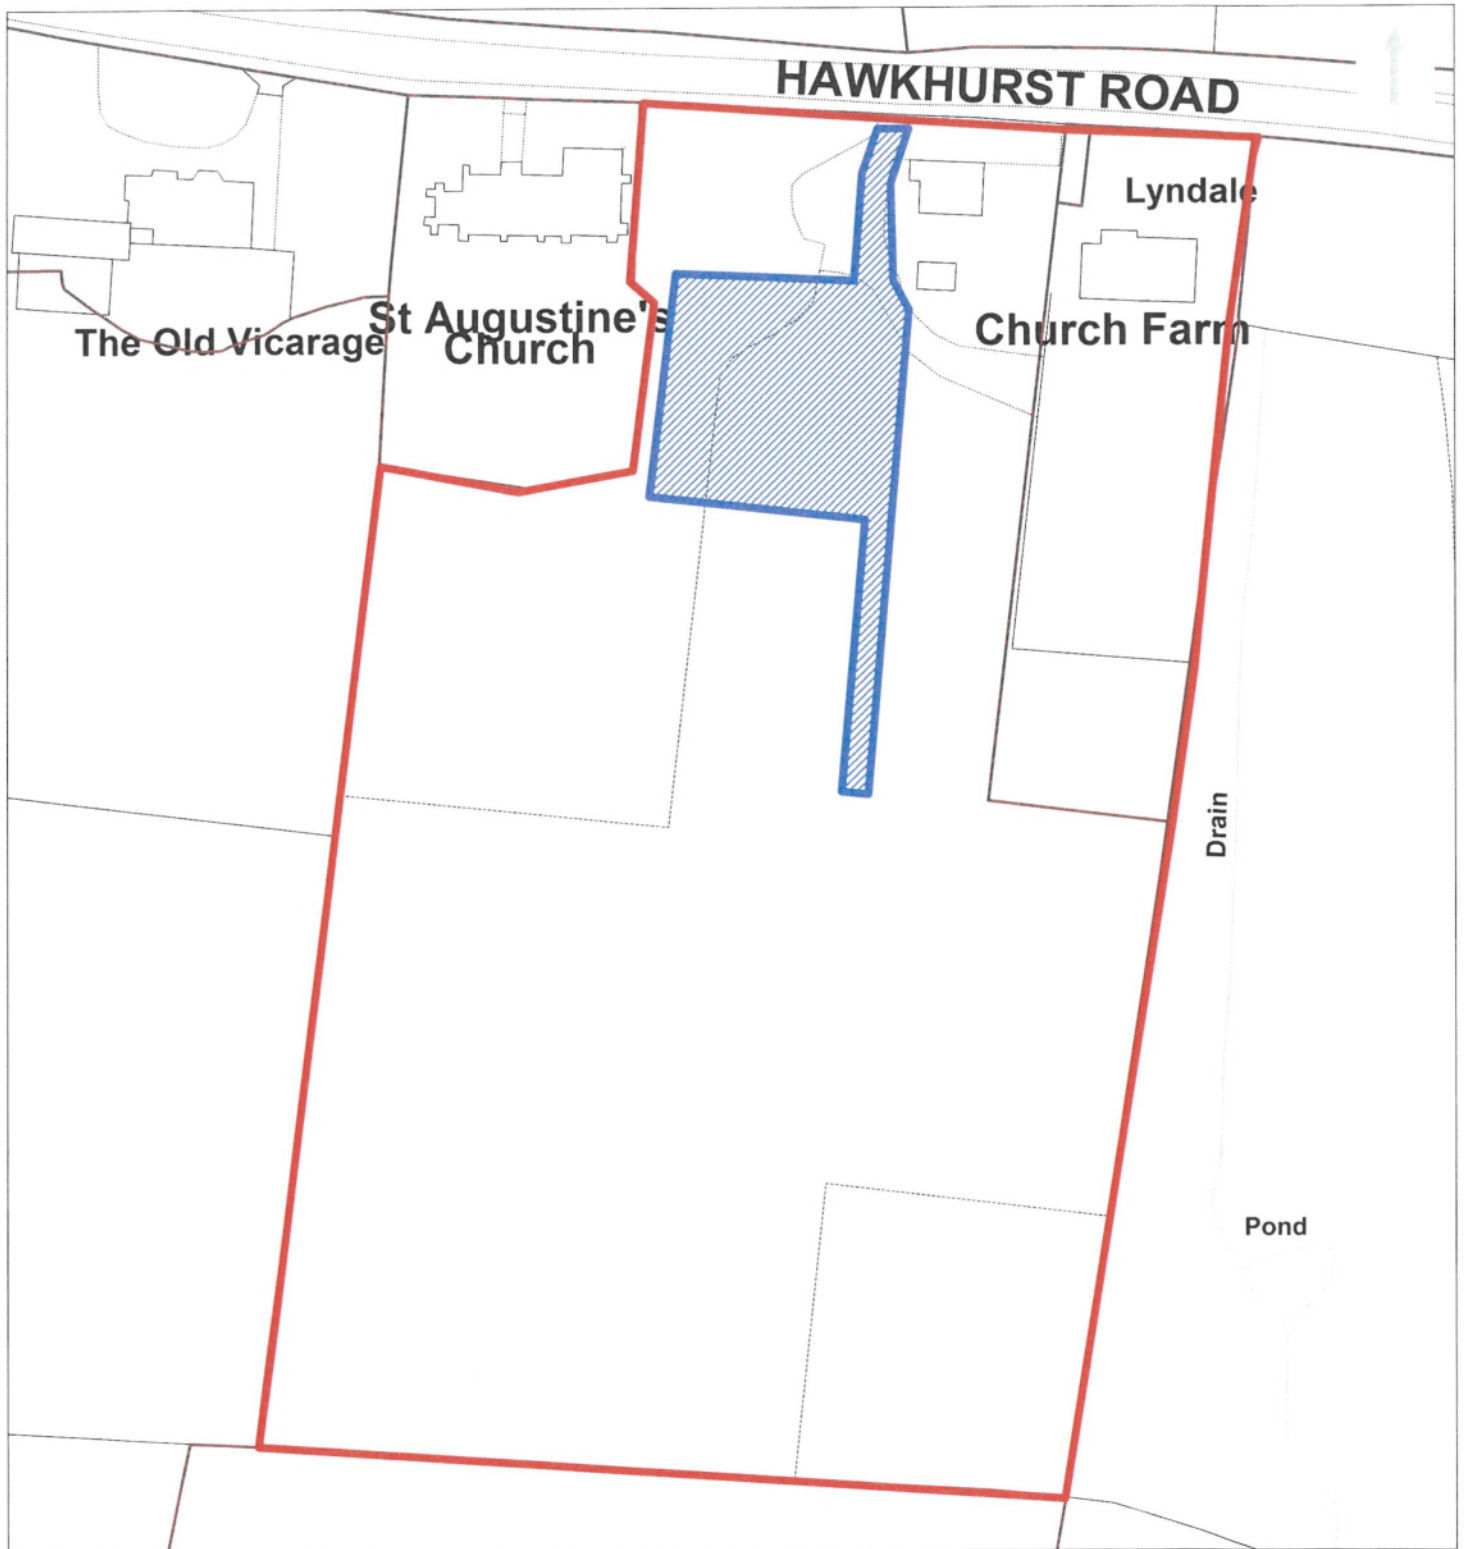 HAWKHURST ROAD
Lyndale
St Augustine's
Church
The Old Vicarage
Church Farm
Drain
Pond